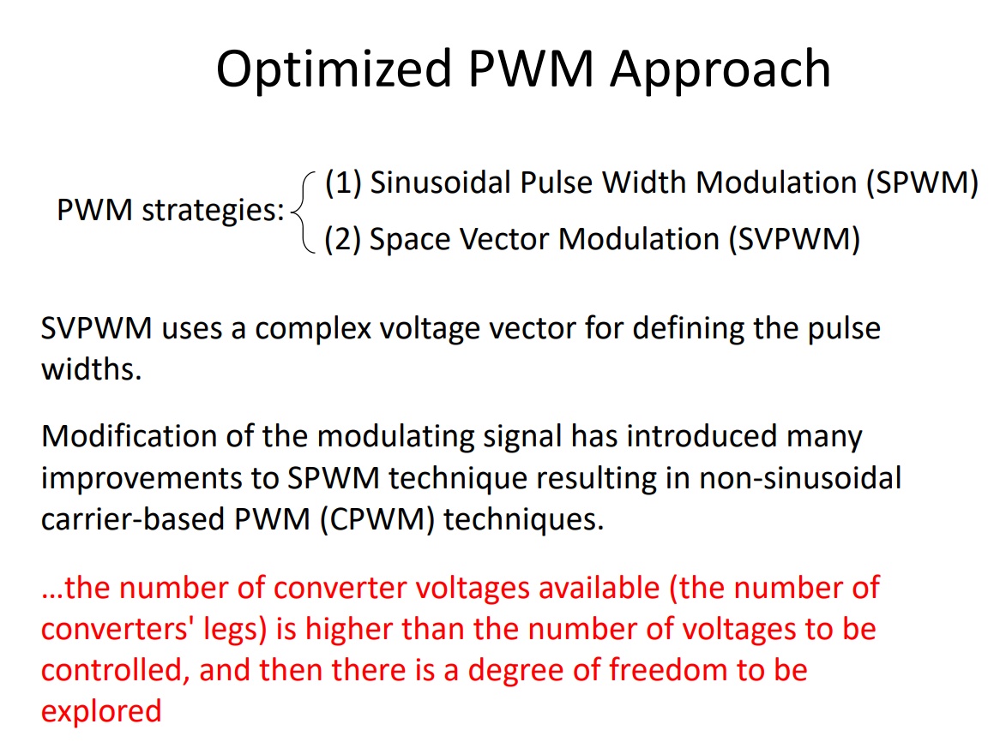 Optimized PWM Approach
PWM strategies:
(1) Sinusoidal Pulse Width Modulation (SPWM)
(2) Space Vector Modulation (SVPWM)
SVPWM uses a complex voltage vector for defining the pulse
widths.
Modification of the modulating signal has introduced many
improvements to SPWM technique resulting in non-sinusoidal
carrier-based PWM (CPWM) techniques.
...the number of converter voltages available (the number of
converters' legs) is higher than the number of voltages to be
controlled, and then there is a degree of freedom to be
explored